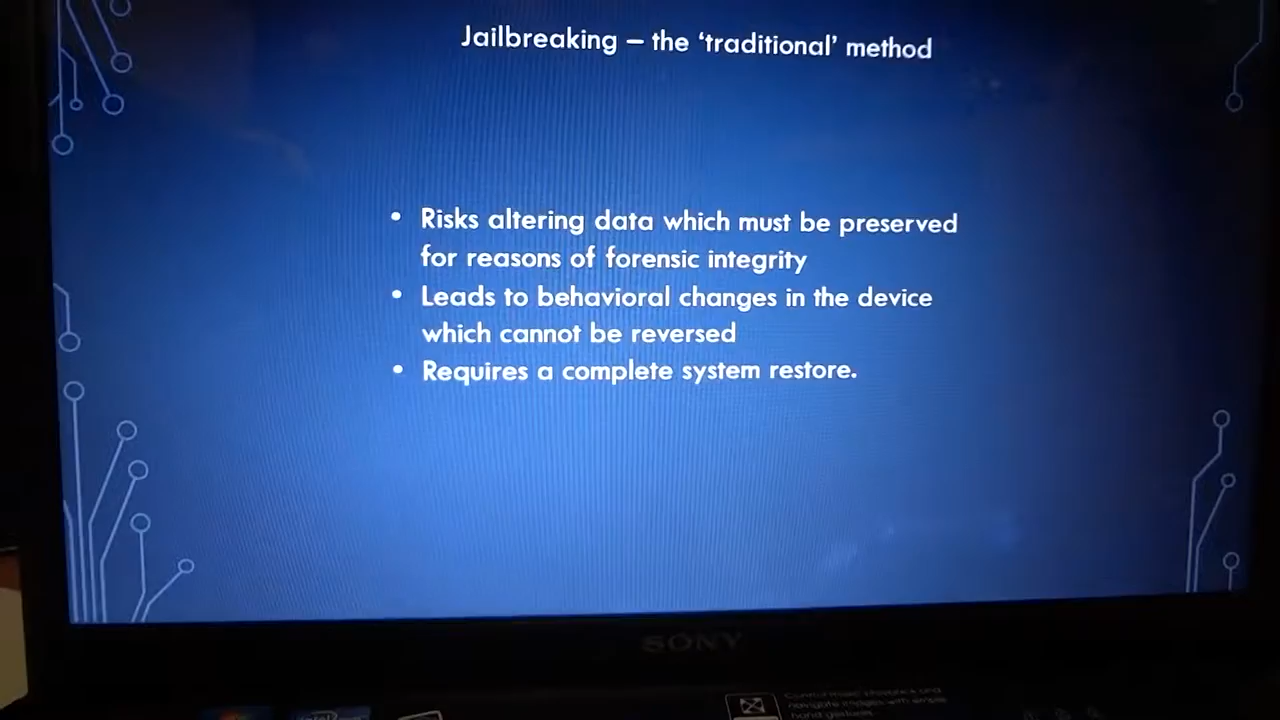 Jailbreaking – the ‘traditional’ method
• Risks altering data which must be preserved
for reasons of forensic integrity
• Leads to behavioral changes in the device
which cannot be reversed
• Requires a complete system restore.
SONY
intel